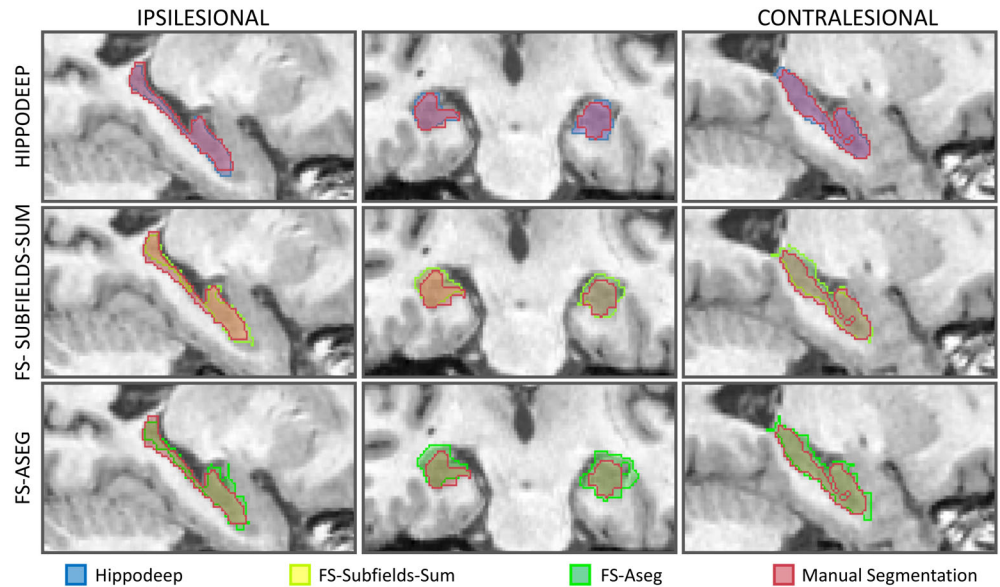 IPSILESIONAL
CONTRALESIONAL
HIPPODEEP
FS- SUBFIELDS-SUM
FS-ASEG
Hippodeep
FS-Subfields-Sum
FS-Aseg
Manual Segmentation